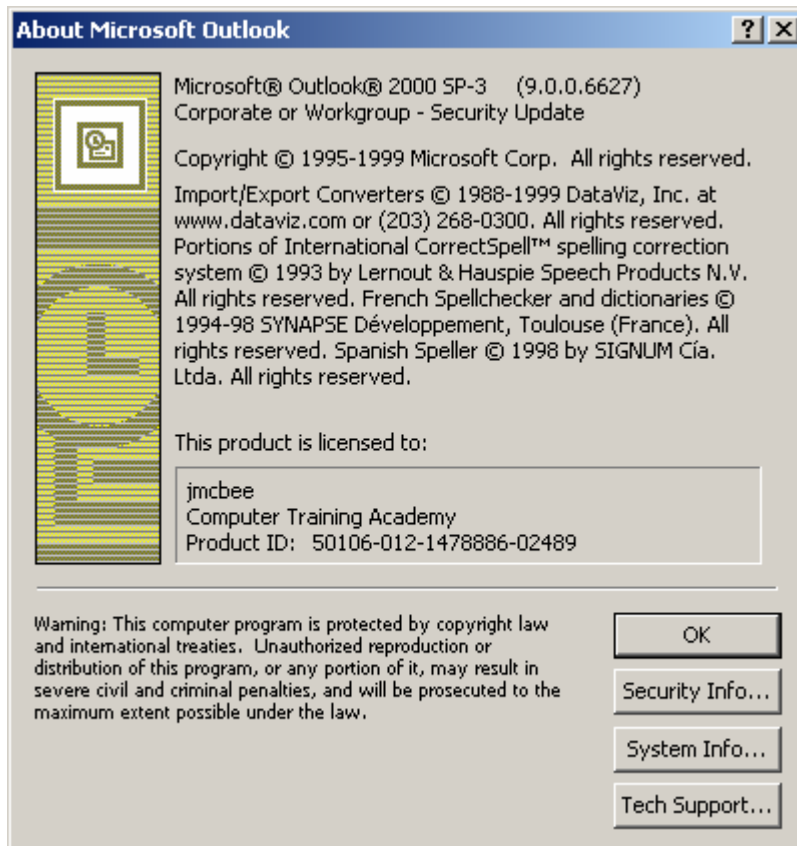 About Microsoft Outlook
Microsoft® Outlook® 2000 SP-3    (9.0.0.6627)
Corporate or Workgroup - Security Update
Copyright © 1995-1999 Microsoft Corp.  All rights reserved.
Import/Export Converters © 1988-1999 DataViz, Inc. at
www.dataviz.com or (203) 268-0300. All rights reserved.
Portions of International CorrectSpell™ spelling correction
system © 1993 by Lernout & Hauspie Speech Products N.V.
All rights reserved. French Spellchecker and dictionaries ©
1994-98 SYNAPSE Développement, Toulouse (France). All
rights reserved. Spanish Speller © 1998 by SIGNUM Cía.
Ltda. All rights reserved.
This product is licensed to:
jmcbee
Computer Training Academy
Product ID:  50106-012-1478886-02489
Warning: This computer program is protected by copyright law
and international treaties.  Unauthorized reproduction or
distribution of this program, or any portion of it, may result in
severe civil and criminal penalties, and will be prosecuted to the
maximum extent possible under the law.
OK
Security Info...
System Info...
Tech Support...